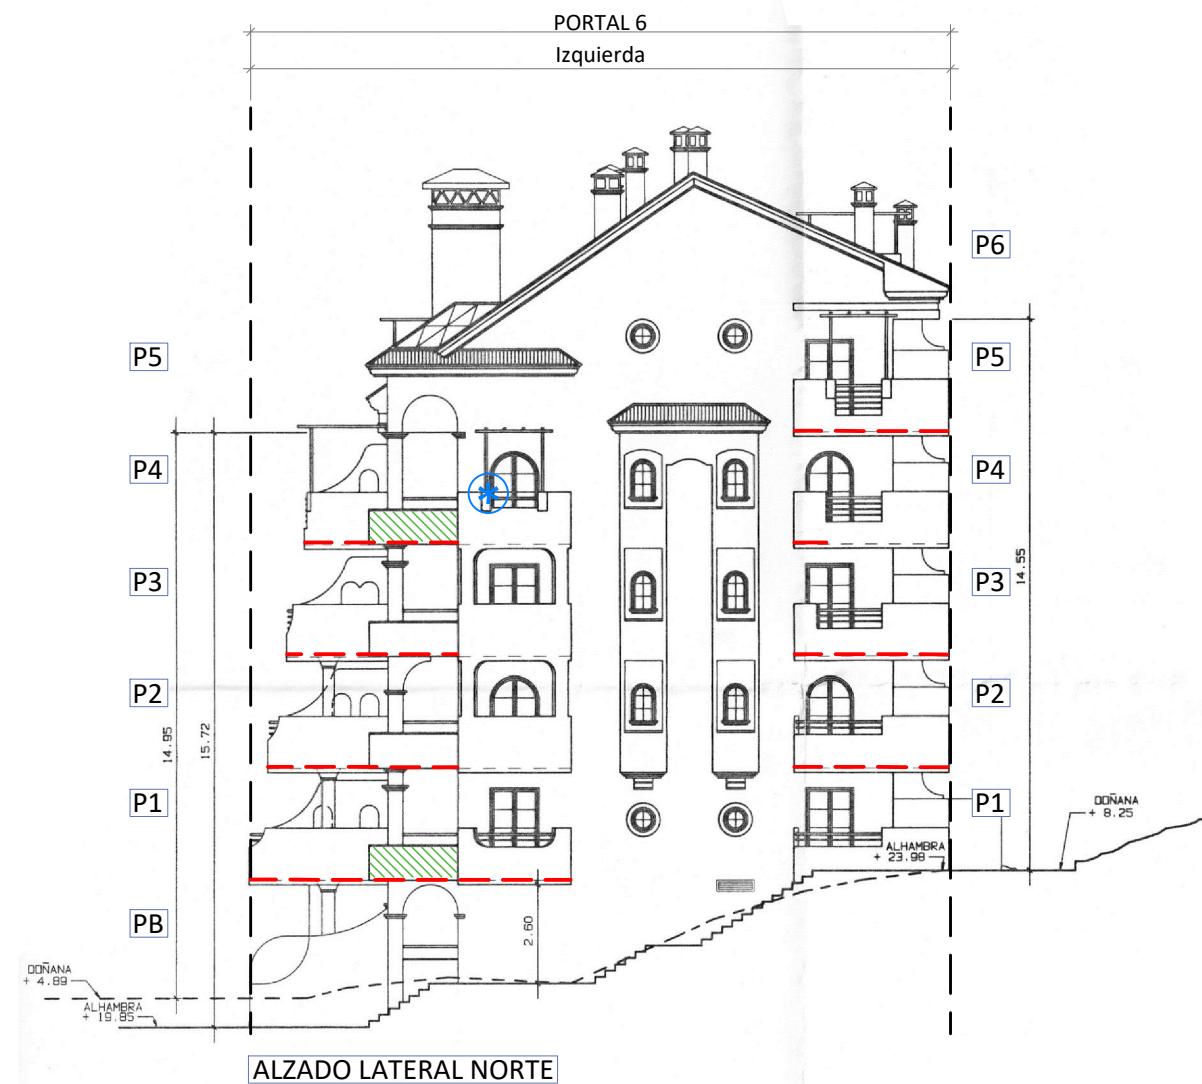 PORTAL 6
Izquierda
P6
P5
P5
P4
P4
P3
P3
14.55
P2
P2
14.95
15.72
P1
P1
DOÑANA
+ 8.25
ALHAMBRA
+ 23.98
PB
2.60
DOÑANA
+ 4.89
ALHAMBRA
+ 19.85
ALZADO LATERAL NORTE